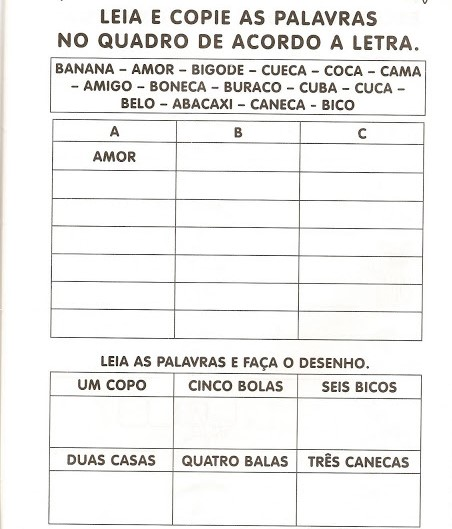 LEIA E COPIE AS PALAVRAS
NO QUADRO DE ACORDO A LETRA.
BANANA – AMOR – BIGODE – CUECA – COCA – CAMA
– AMIGO – BONECA – BURACO – CUBA – CUCA –
BELO – ABACAXI – CANECA - BICO
A B C
AMOR
LEIA AS PALAVRAS E FAÇA O DESENHO.
UM COPO CINCO BOLAS SEIS BICOS
DUAS CASAS QUATRO BALAS TRÊS CANECAS